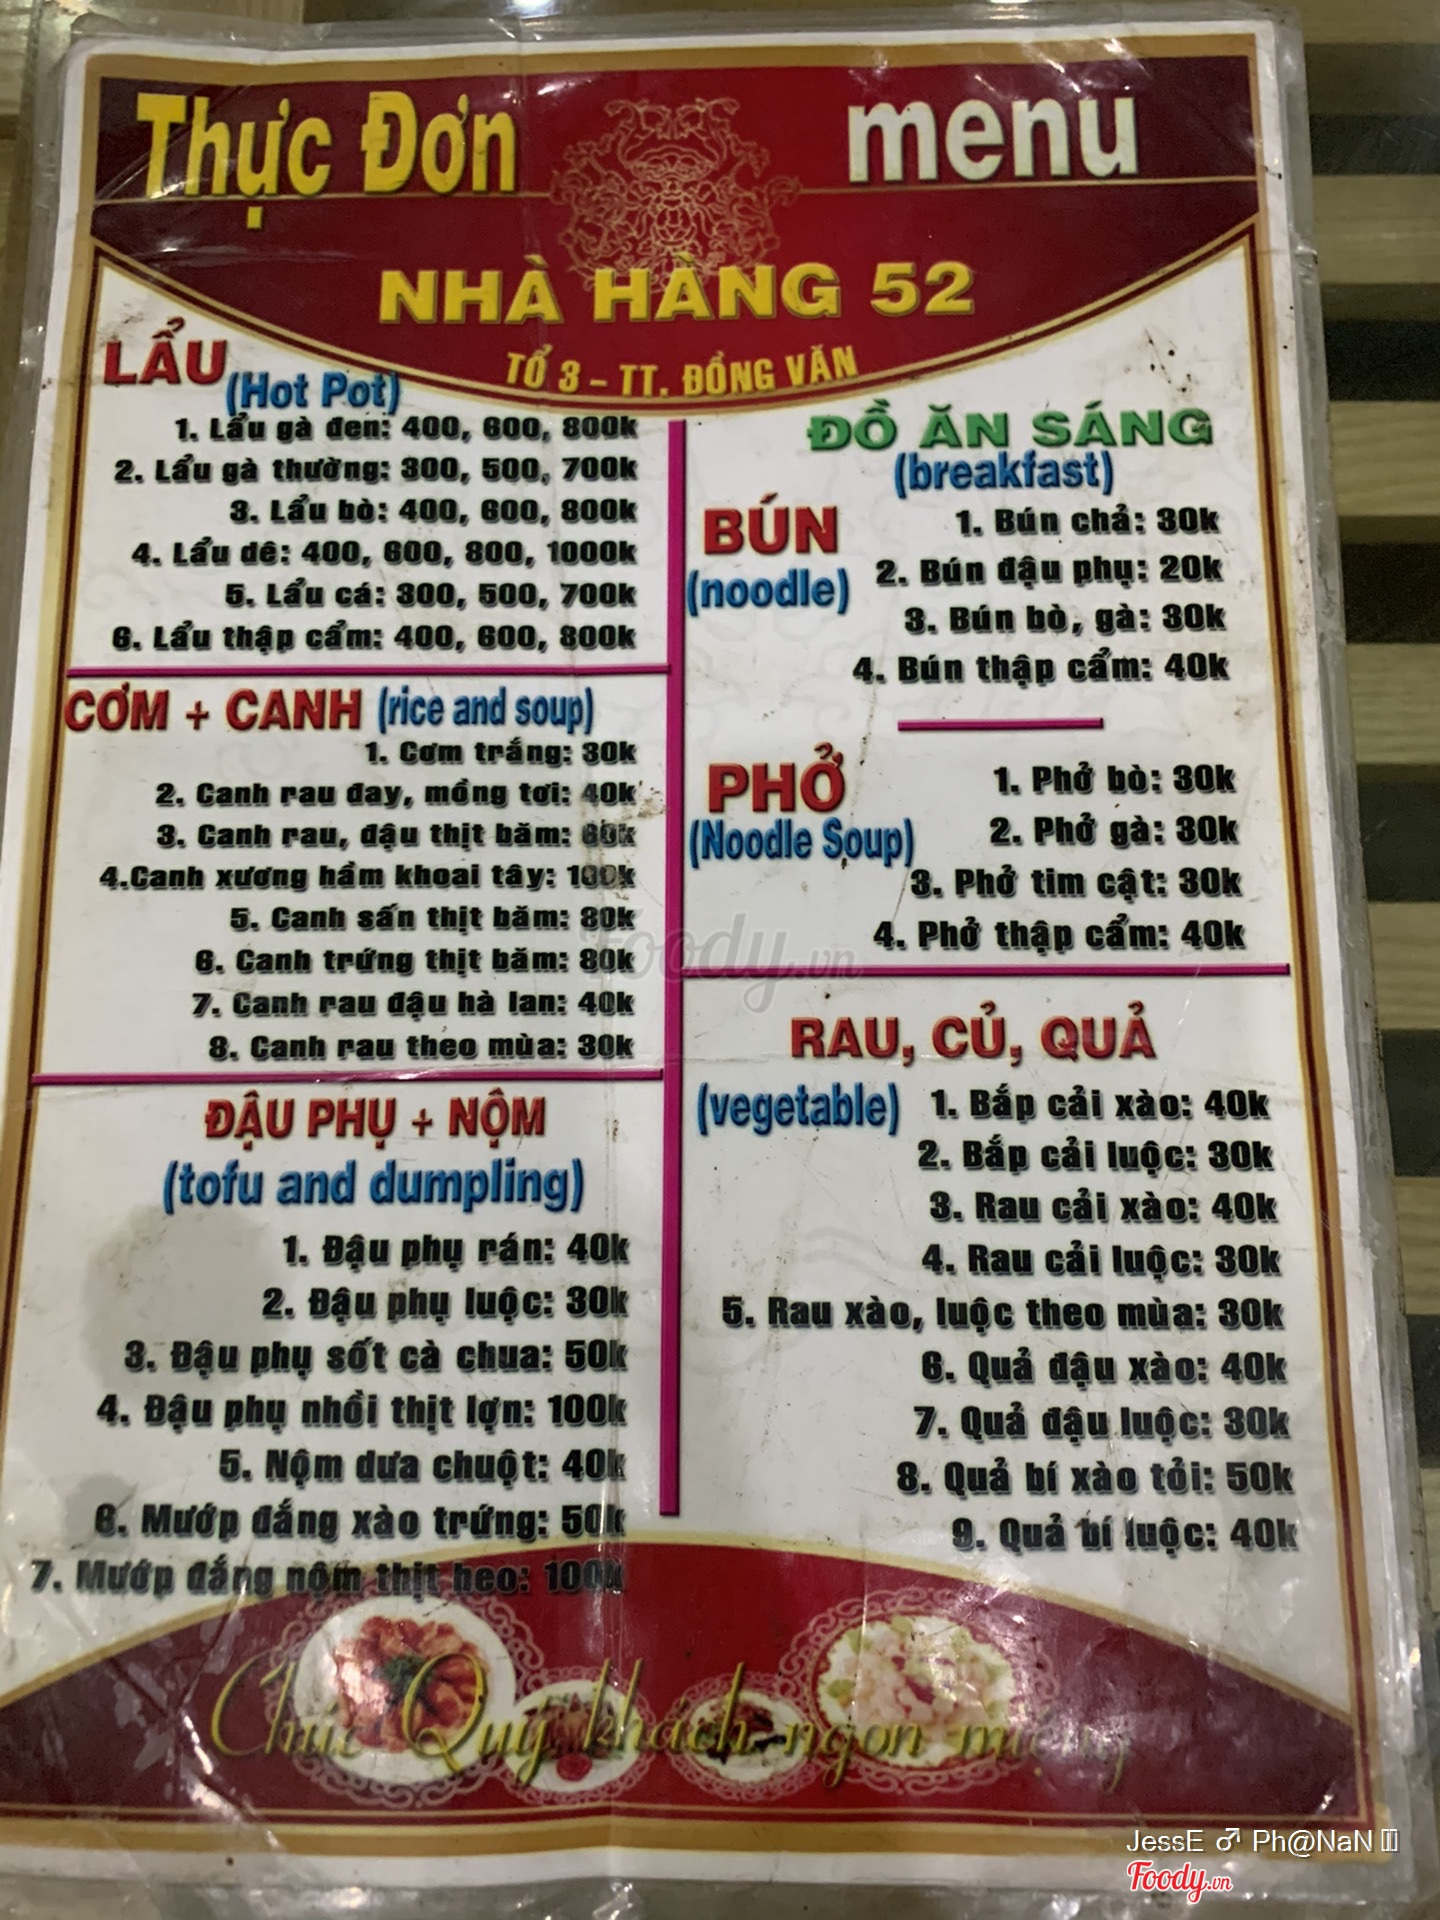 Thực Đơn menu
NHÀ HÀNG 52
TỔ 3 - TT. ĐỒNG VĂN
LẨU
(Hot Pot)
1. Lẩu gà đen: 400, 600, 800k
2. Lẩu gà thường: 300, 500, 700k
3. Lẩu bò: 400, 600, 800k
4. Lẩu dê: 400, 600, 800, 1000k
5. Lẩu cá: 300, 500, 700k
6. Lẩu thập cẩm: 400, 600, 800k
CƠM + CANH (rice and soup)
1. Cơm trắng: 30k
2. Canh rau đay, mồng tơi: 40k
3. Canh rau, đậu thịt băm: 60k
4.Canh xương hầm khoai tây: 100k
5. Canh sấn thịt băm: 80k
6. Canh trứng thịt băm: 80k
7. Canh rau đậu hà lan: 40k
8. Canh rau theo mùa: 30k
ĐẬU PHỤ + NỘM
(tofu and dumpling)
1. Đậu phụ rán: 40k
2. Đậu phụ luộc: 30k
3. Đậu phụ sốt cà chua: 50k
4. Đậu phụ nhồi thịt lợn: 100k
5. Nộm dưa chuột: 40k
6. Mướp đắng xào trứng: 50k
7. Mướp đắng nộm thịt heo: 100k
ĐỒ ĂN SÁNG
(breakfast)
BÚN
(noodle)
1. Bún chả: 30k
2. Bún đậu phụ: 20k
3. Bún bò, gà: 30k
4. Bún thập cẩm: 40k
PHỞ
(Noodle Soup)
1. Phở bò: 30k
2. Phở gà: 30k
3. Phở tim cật: 30k
4. Phở thập cẩm: 40k
RAU, CỦ, QUẢ
(vegetable)
1. Bắp cải xào: 40k
2. Bắp cải luộc: 30k
3. Rau cải xào: 40k
4. Rau cải luộc: 30k
5. Rau xào, luộc theo mùa: 30k
6. Quả đậu xào: 40k
7. Quả đậu luộc: 30k
8. Quả bí xào tỏi: 50k
9. Quả bí luộc: 40k
Foody.vn
Chúc Quý khách ngon miệng
JessE ♂ Ph@NaN
Foody.vn